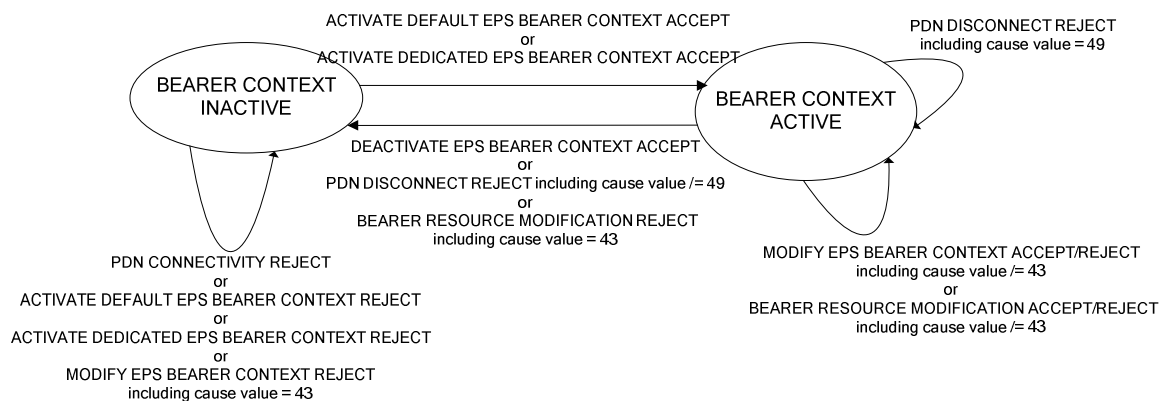 ACTIVATE DEFAULT EPS BEARER CONTEXT ACCEPT
or
ACTIVATE DEDICATED EPS BEARER CONTEXT ACCEPT
PDN DISCONNECT REJECT
including cause value = 49
BEARER CONTEXT
INACTIVE
BEARER CONTEXT
ACTIVE
DEACTIVATE EPS BEARER CONTEXT ACCEPT
or
PDN DISCONNECT REJECT including cause value /= 49
or
BEARER RESOURCE MODIFICATION REJECT
including cause value = 43
PDN CONNECTIVITY REJECT
or
ACTIVATE DEFAULT EPS BEARER CONTEXT REJECT
or
ACTIVATE DEDICATED EPS BEARER CONTEXT REJECT
or
MODIFY EPS BEARER CONTEXT REJECT
including cause value = 43
MODIFY EPS BEARER CONTEXT ACCEPT/REJECT
including cause value /= 43
or
BEARER RESOURCE MODIFICATION ACCEPT/REJECT
including cause value /= 43